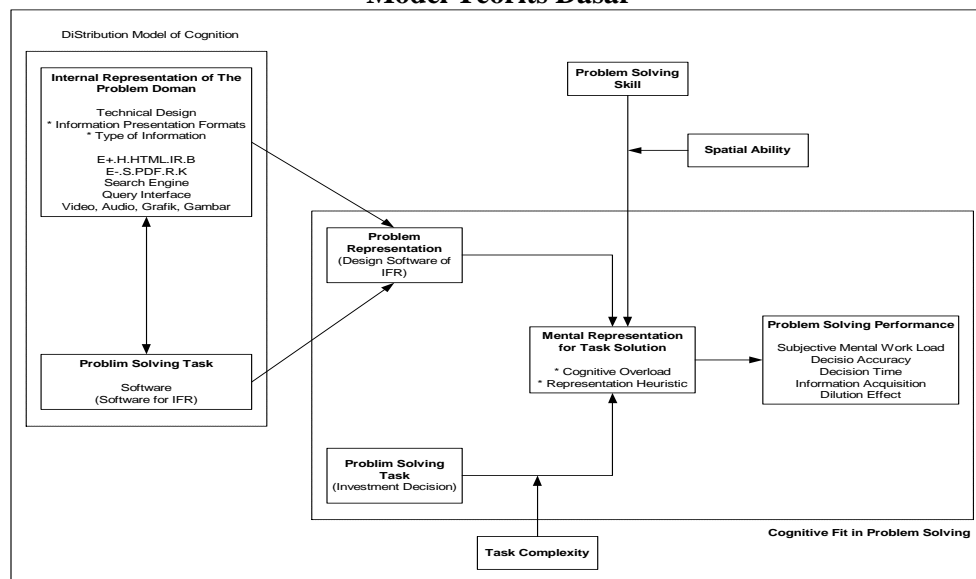 Model Teorits Dasar
DiStribution Model of Cognition
Internal Representation of The
Problem Doman
Technical Design
* Information Presentation Formats
* Type of Information
E+.H.HTML.IR.B
E-.S.PDF.R.K
Search Engine
Query Interface
Video, Audio, Grafik, Gambar
Problim Solving Task
Software
(Software for IFR)
Problem Solving
Skill
Spatial Ability
Problem
Representation
(Design Software of
IFR)
Mental Representation
for Task Solution
* Cognitive Overload
* Representation Heuristic
Problem Solving Performance
Subjective Mental Work Load
Decisio Accuracy
Decision Time
Information Acquisition
Dilution Effect
Problim Solving
Task
(Investment Decision)
Cognitive Fit in Problem Solving
Task Complexity